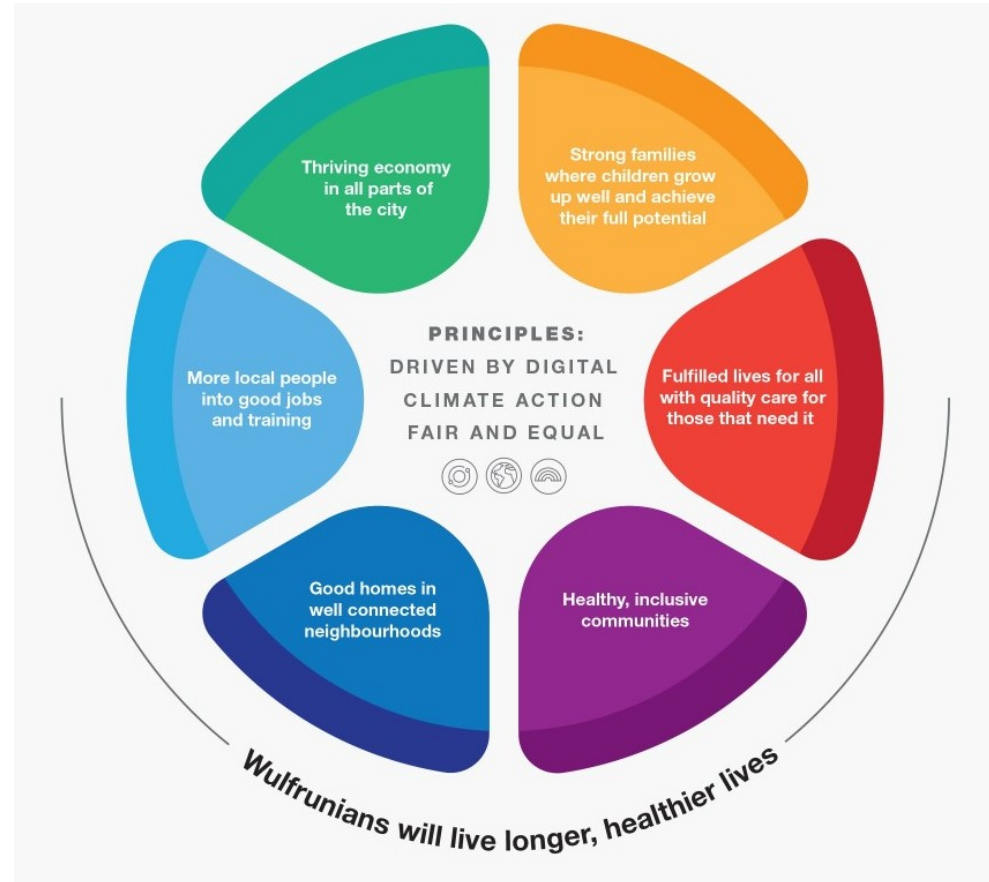 Thriving economy
in all parts of
the city
Strong families
where children grow
up well and achieve
their full potential
More local people
into good jobs
and training
PRINCIPLES:
DRIVEN BY DIGITAL
CLIMATE ACTION
FAIR AND EQUAL
Fulfilled lives for all
with quality care for
those that need it
Good homes in
well connected
neighbourhoods
Healthy, inclusive
communities
Wulfrunians will live longer, healthier lives